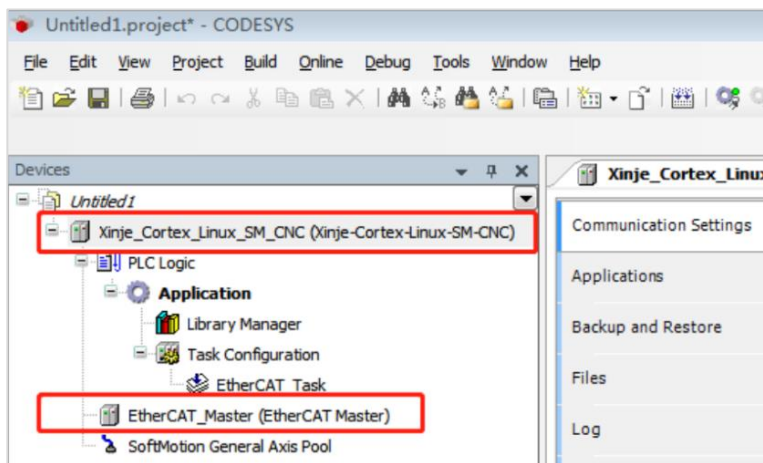 Untitled1.project* - CODESYS
File Edit View Project Build Online Debug Tools Window Help
Devices
Untitled1
Xinje_Cortex_Linux_SM_CNC (Xinje-Cortex-Linux-SM-CNC)
PLC Logic
Application
Library Manager
Task Configuration
EtherCAT_Task
EtherCAT_Master (EtherCAT Master)
SoftMotion General Axis Pool
Xinje_Cortex_Linux
Communication Settings
Applications
Backup and Restore
Files
Log